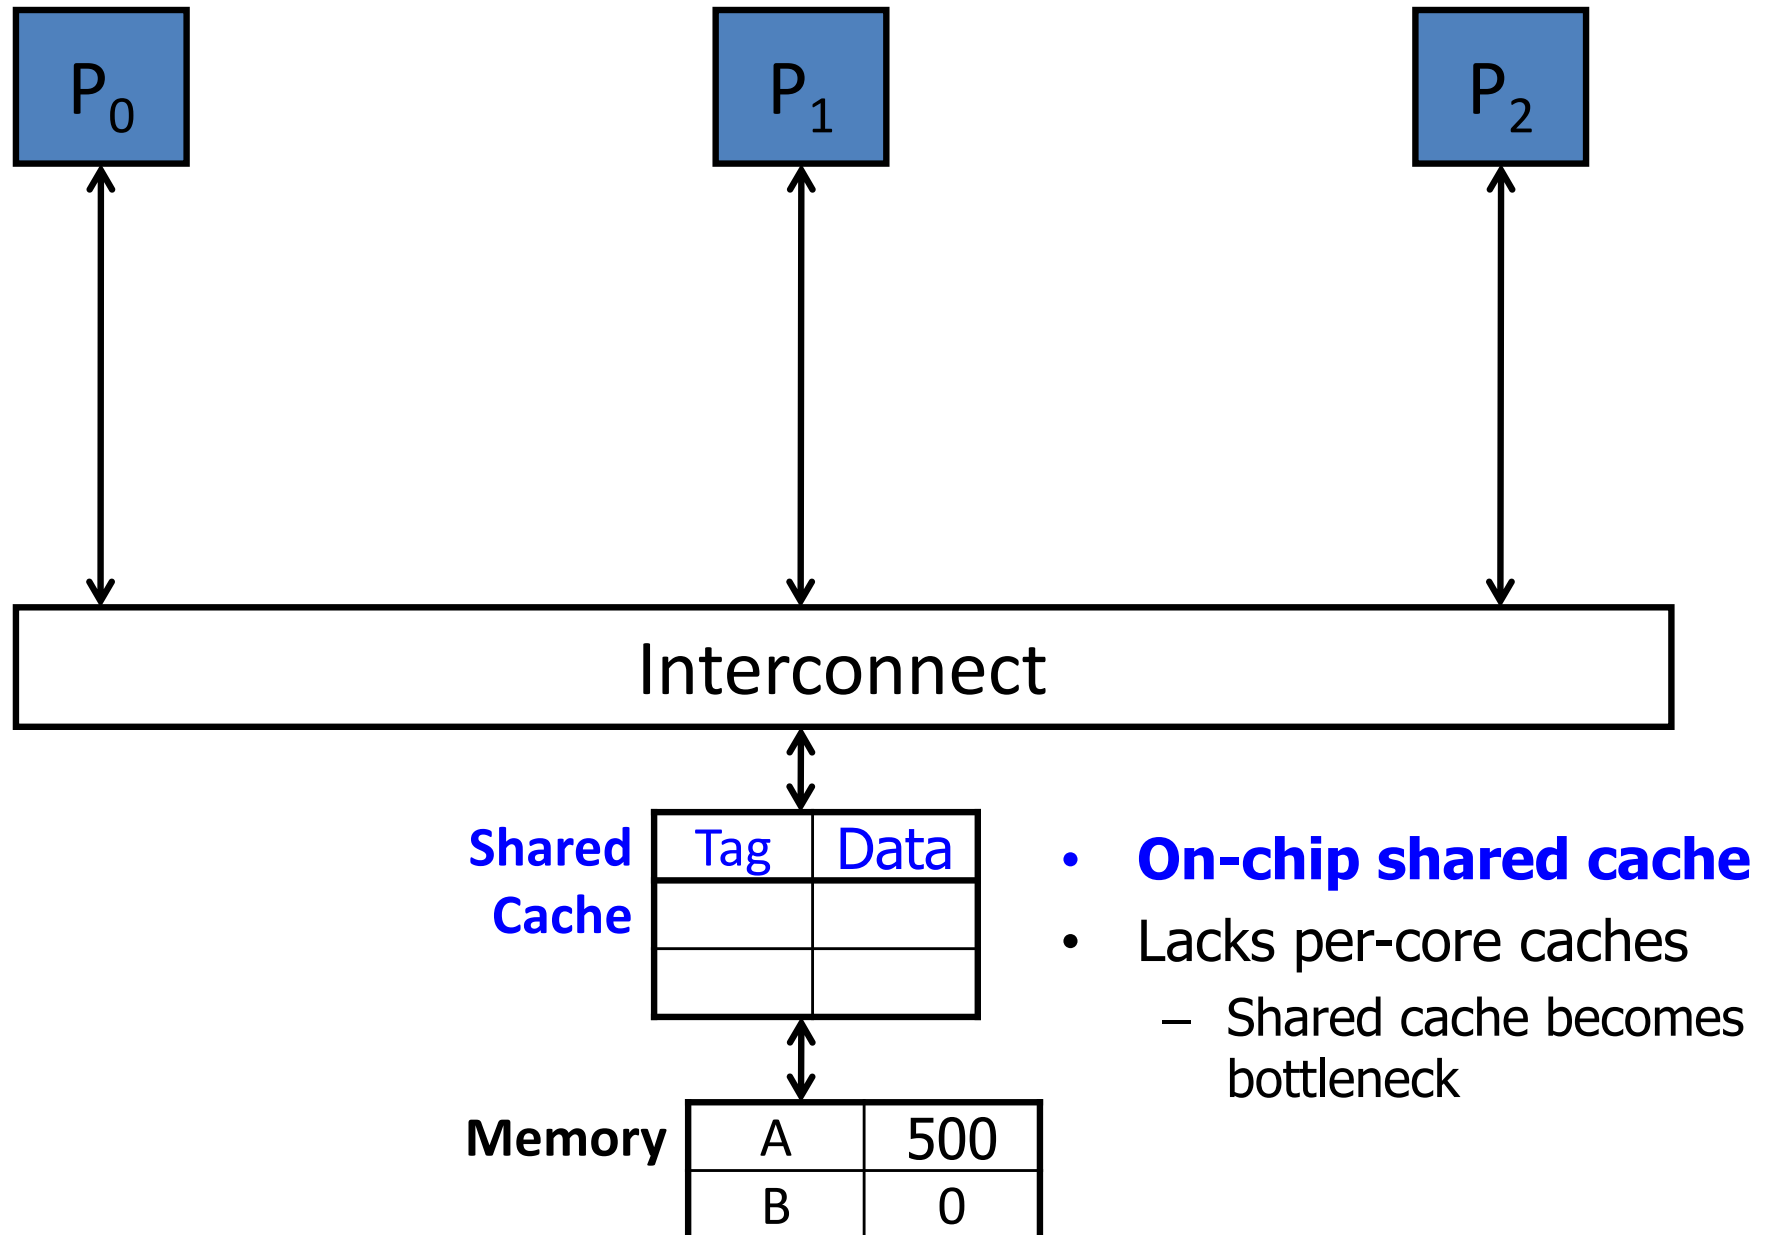 P₀ P₁ P₂
Interconnect
Shared Cache
Tag Data
• On-chip shared cache
• Lacks per-core caches
– Shared cache becomes
bottleneck
Memory
A 500
B 0